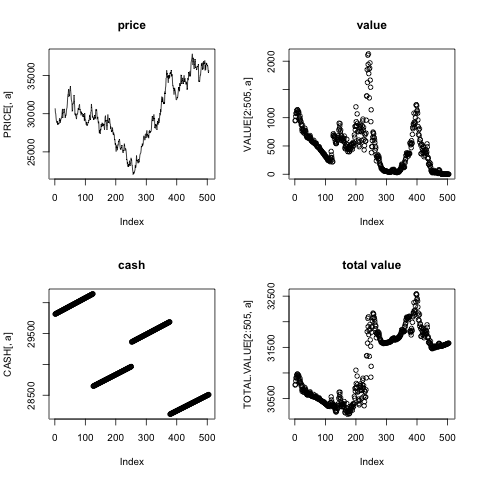 price
value
PRICE[, a]
25000 30000 35000
0 100 200 300 400 500
Index
VALUE[2:505, a]
0 500 1000 2000
0 100 200 300 400 500
Index
cash
total value
CASH[, a]
28500 29500
0 100 200 300 400 500
Index
TOTAL.VALUE[2:505, a]
30500 31500 32500
0 100 200 300 400 500
Index